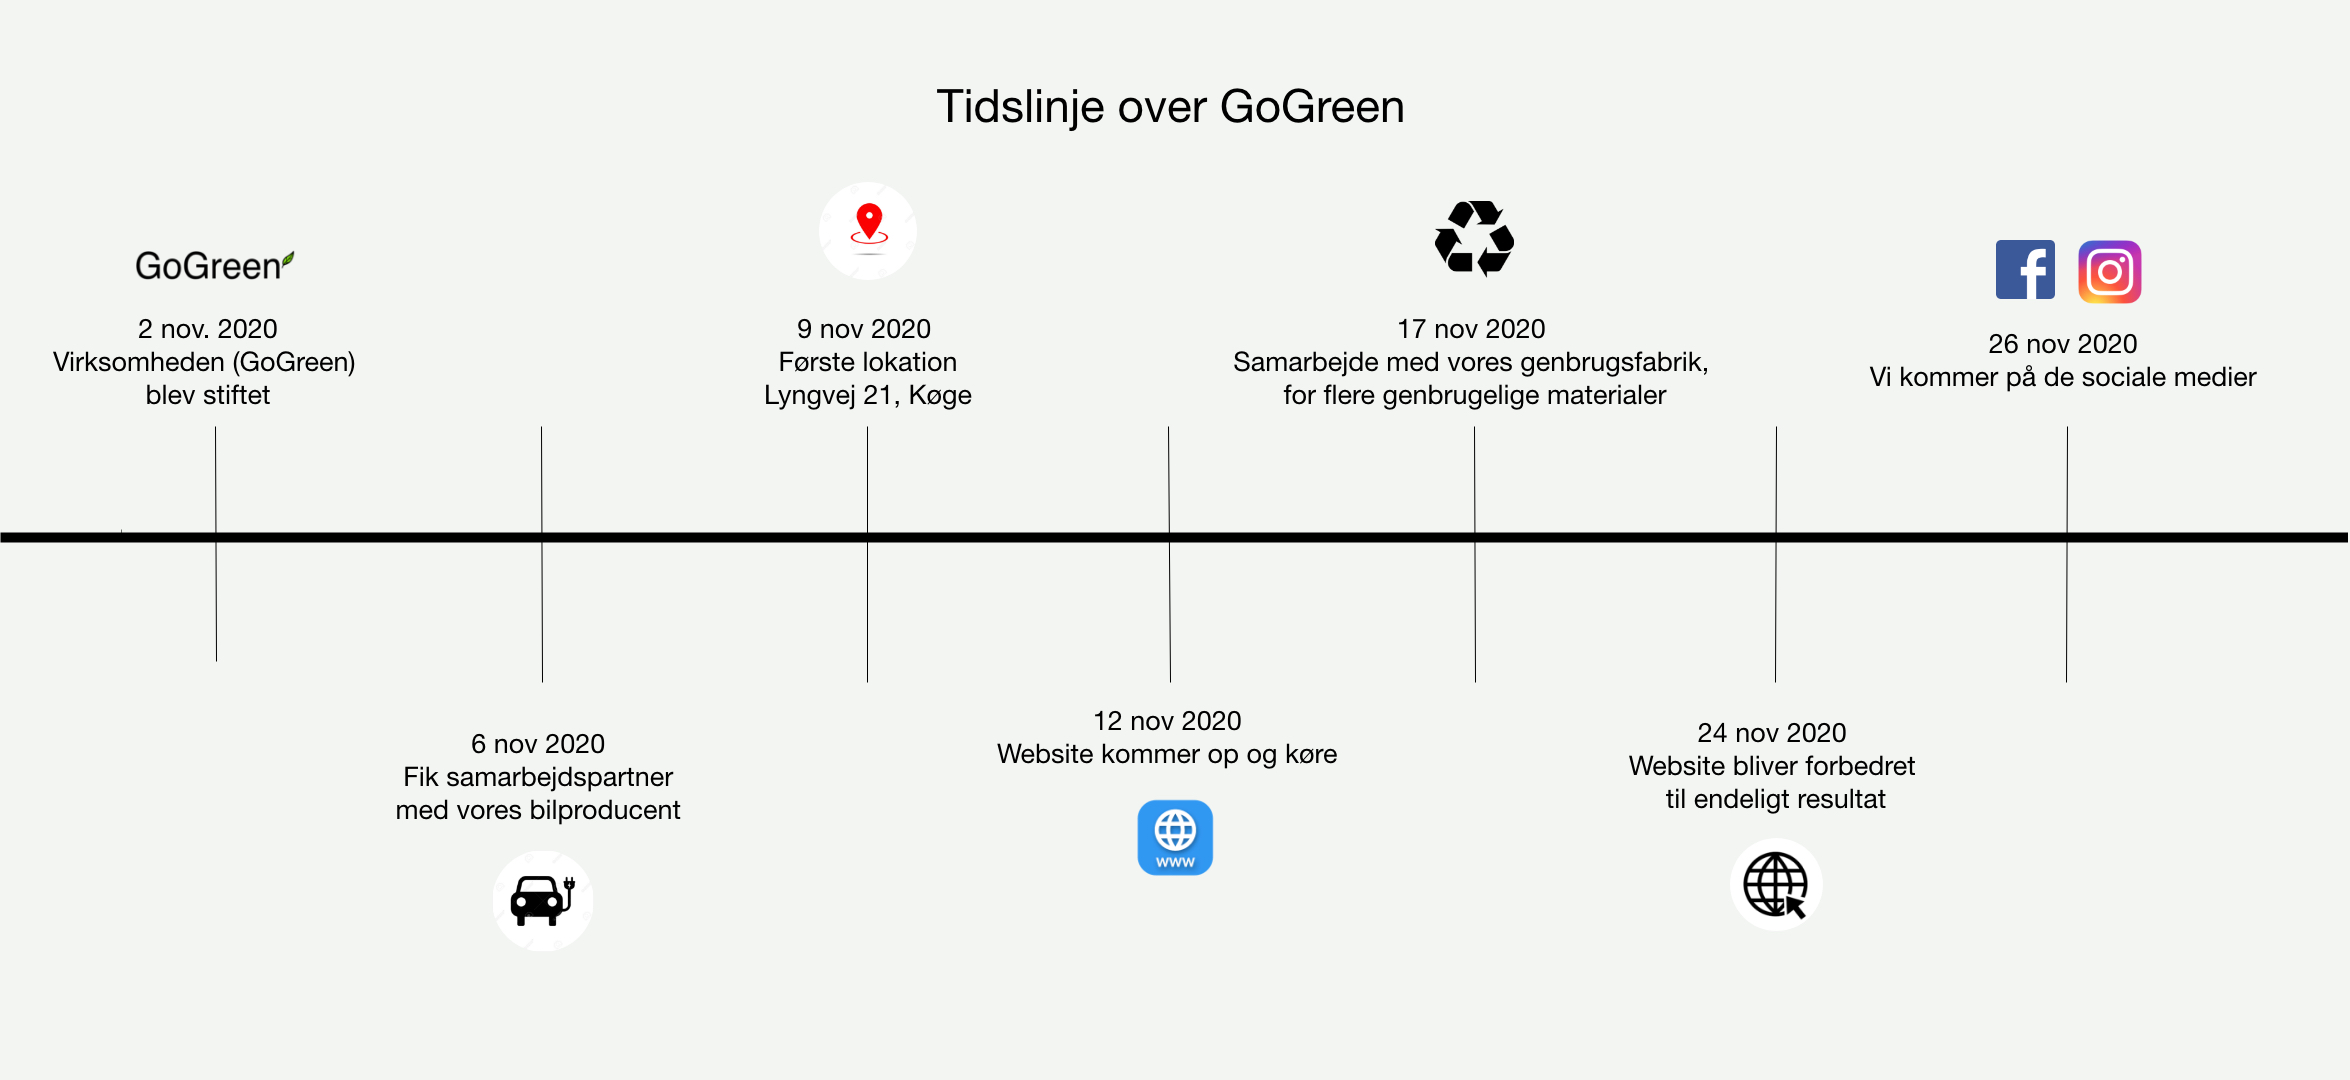 Tidslinje over GoGreen
GoGreen
2 nov. 2020
Virksomheden (GoGreen)
blev stiftet
6 nov 2020
Fik samarbejdspartner
med vores bilproducent
9 nov 2020
Første lokation
Lyngvej 21, Køge
12 nov 2020
Website kommer op og køre
www
17 nov 2020
Samarbejde med vores genbrugsfabrik,
for flere genbrugelige materialer
24 nov 2020
Website bliver forbedret
til endeligt resultat
26 nov 2020
Vi kommer på de sociale medier